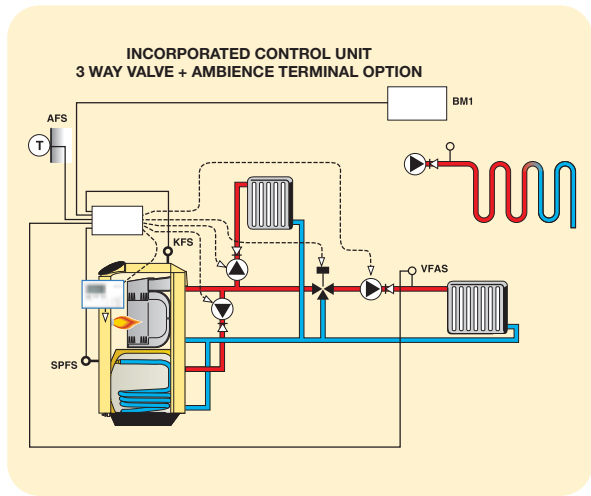 INCORPORATED CONTROL UNIT
3 WAY VALVE + AMBIENCE TERMINAL OPTION
BM1
AFS
T
KFS
VFAS
SPFS